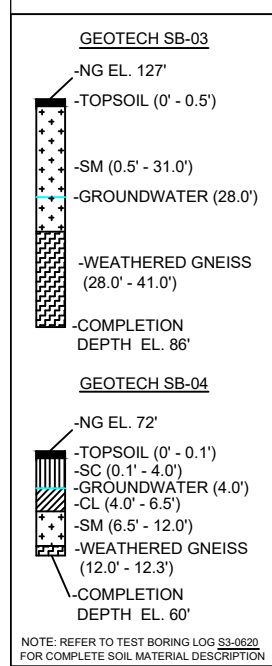 GEOTECH SB-03
-NG EL. 127'
-TOPSOIL (0' - 0.5')
-SM (0.5' - 31.0')
-GROUNDWATER (28.0')
-WEATHERED GNEISS
(28.0' - 41.0')
-COMPLETION
DEPTH EL. 86'
GEOTECH SB-04
-NG EL. 72'
-TOPSOIL (0' - 0.1')
-SC (0.1' - 4.0')
-GROUNDWATER (4.0')
-CL (4.0' - 6.5')
-SM (6.5' - 12.0')
-WEATHERED GNEISS
(12.0' - 12.3')
-COMPLETION
DEPTH EL. 60'
NOTE: REFER TO TEST BORING LOG S3-0620
FOR COMPLETE SOIL MATERIAL DESCRIPTION